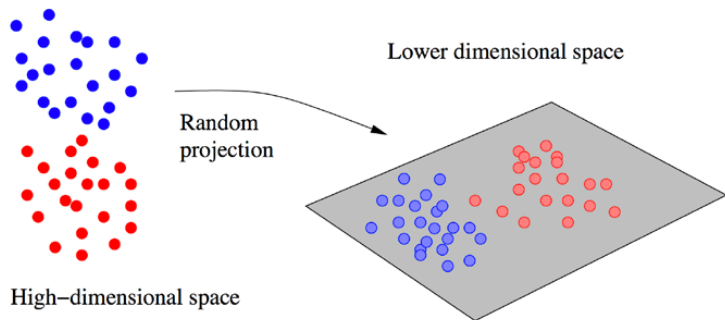 Lower dimensional space
Random
projection
High−dimensional space